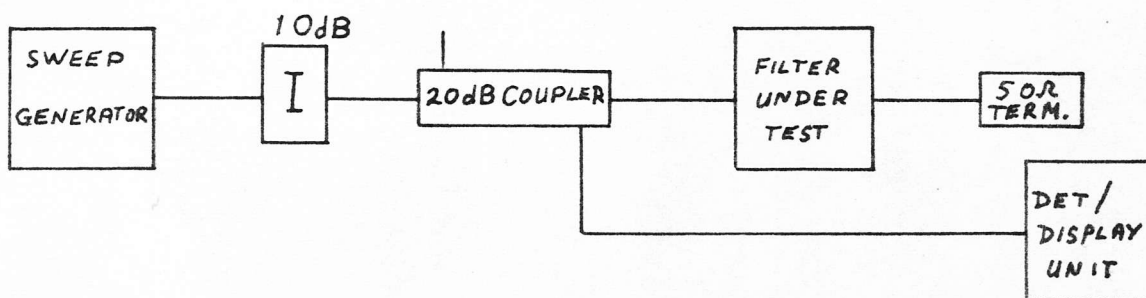 10dB
SWEEP
GENERATOR
I
20dB COUPLER
FILTER
UNDER
TEST
50Ω
TERM.
DET/
DISPLAY
UNIT